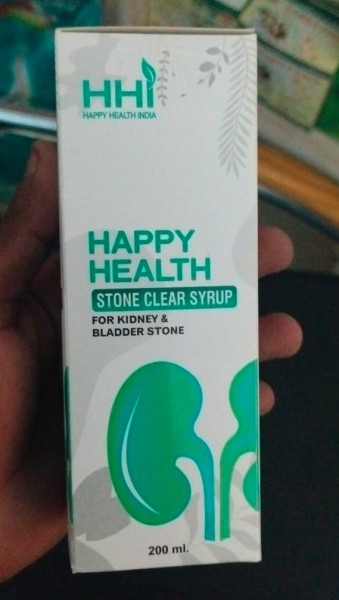 HHI
HAPPY HEALTH INDIA
HAPPY
HEALTH
STONE CLEAR SYRUP
FOR KIDNEY &
BLADDER STONE
200 ml.